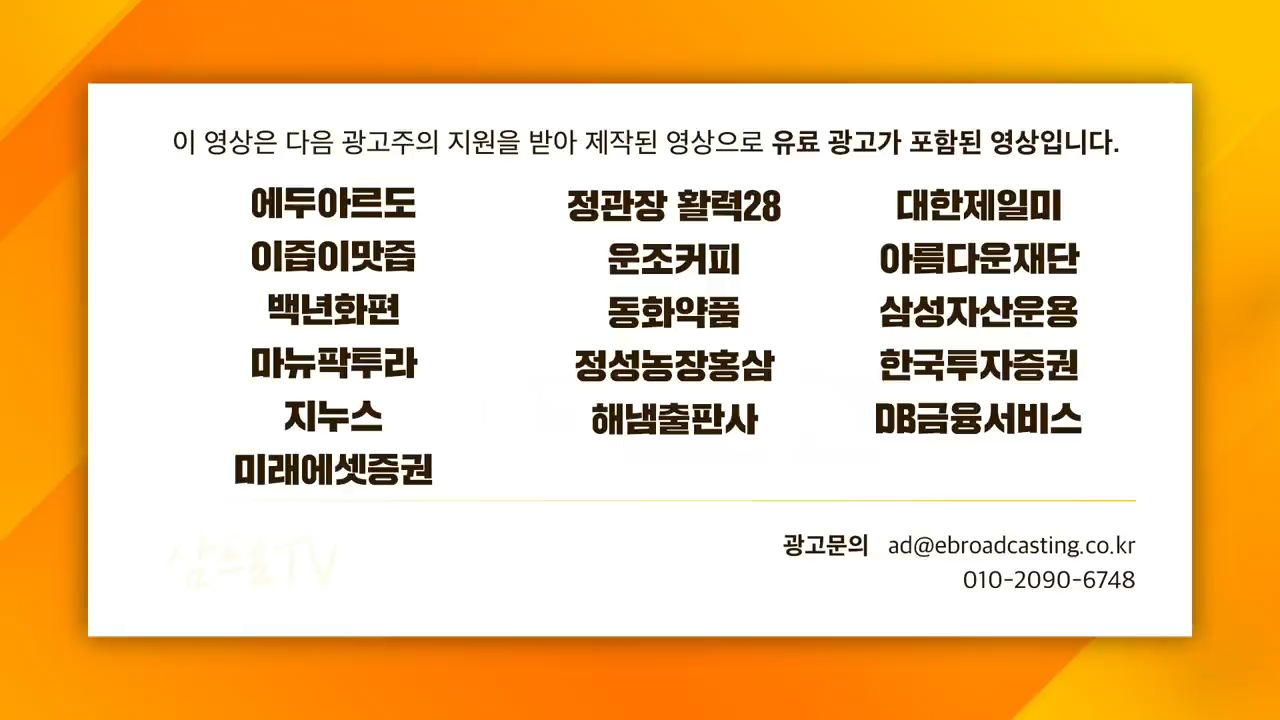 이 영상은 다음 광고주의 지원을 받아 제작된 영상으로 유료 광고가 포함된 영상입니다.
에두아르도
이즙이맛즙
백년화편
마뉴팍투라
지누스
미래에셋증권
정관장 활력28
운조커피
동화약품
정성농장홍삼
해냄출판사
대한제일미
아름다운재단
삼성자산운용
한국투자증권
DB금융서비스
삼프로TV
광고문의 ad@ebroadcasting.co.kr
010-2090-6748